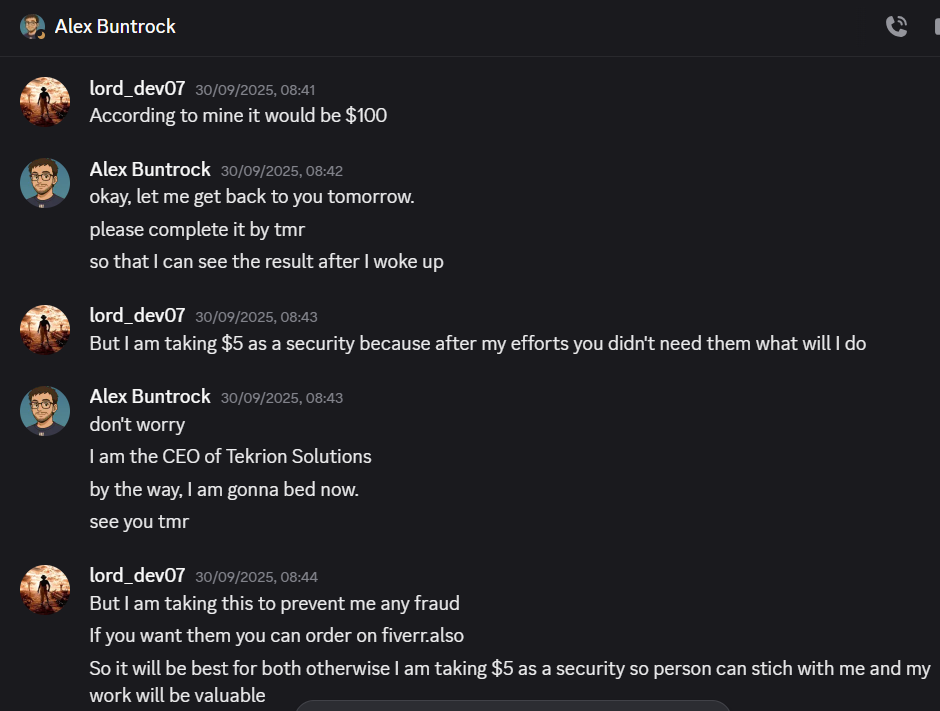 Alex Buntrock
lord_dev07 30/09/2025, 08:41
According to mine it would be $100
Alex Buntrock 30/09/2025, 08:42
okay, let me get back to you tomorrow.
please complete it by tmr
so that I can see the result after I woke up
lord_dev07 30/09/2025, 08:43
But I am taking $5 as a security because after my efforts you didn't need them what will I do
Alex Buntrock 30/09/2025, 08:43
don't worry
I am the CEO of Tekrion Solutions
by the way, I am gonna bed now.
see you tmr
lord_dev07 30/09/2025, 08:44
But I am taking this to prevent me any fraud
If you want them you can order on fiverr.also
So it will be best for both otherwise I am taking $5 as a security so person can stich with me and my
work will be valuable